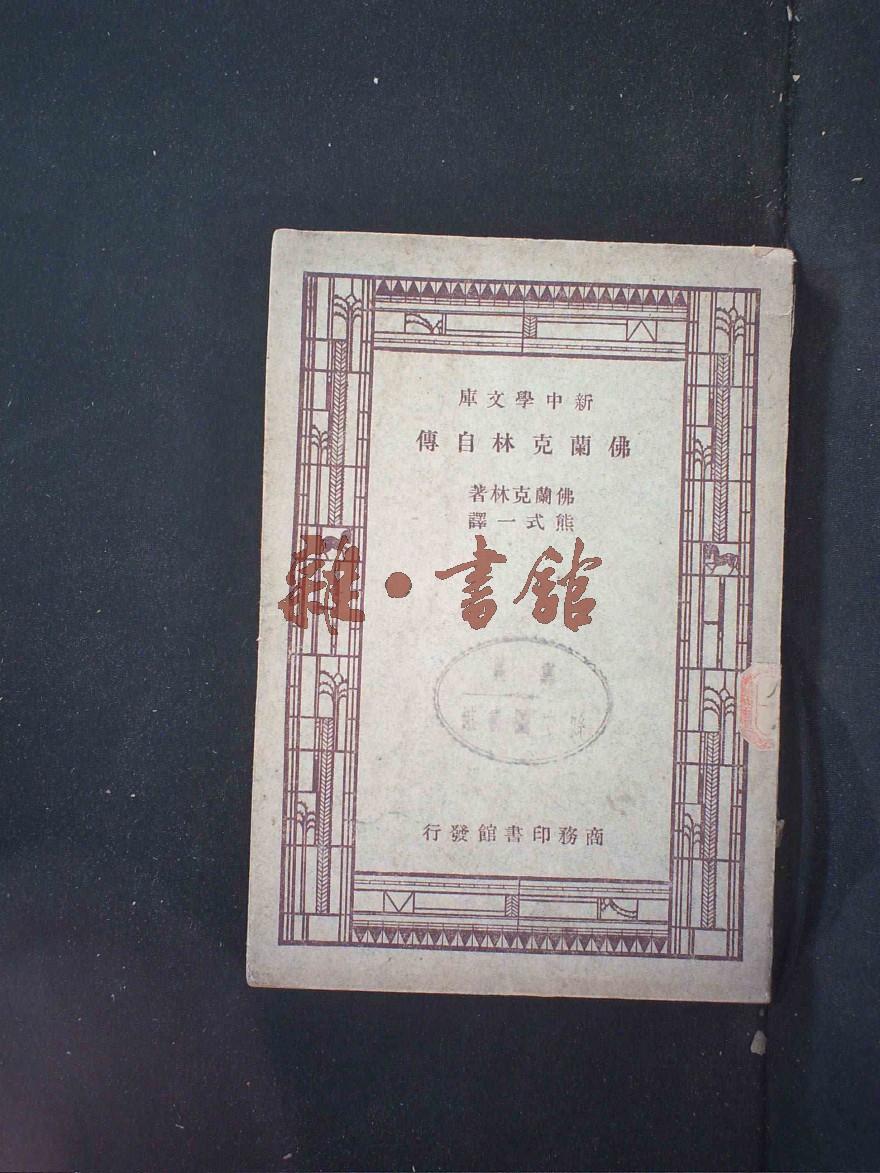 新中學文庫
佛蘭克林自傳
佛蘭克林著
熊式一譯
雜·書館
商務印書館發行